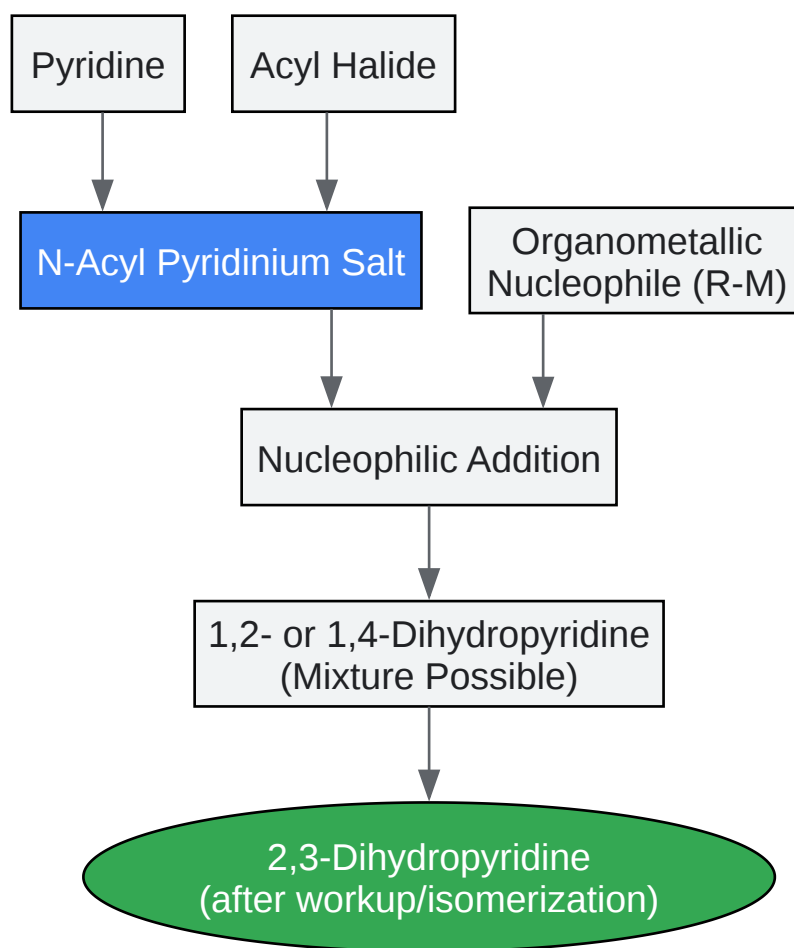 Pyridine
Acyl Halide
N-Acyl Pyridinium Salt
Organometallic
Nucleophile (R-M)
Nucleophilic Addition
1,2- or 1,4-Dihydropyridine
(Mixture Possible)
2,3-Dihydropyridine
(after workup/isomerization)